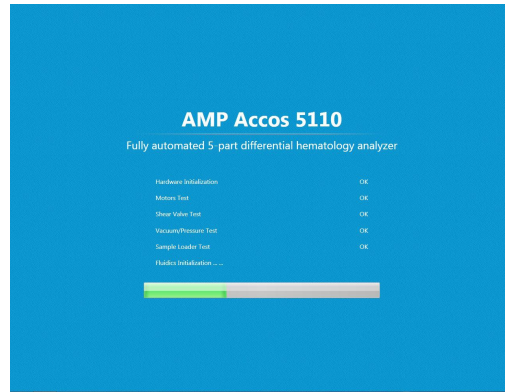 AMP Accos 5110
Fully automated 5-part differential hematology analyzer
Hardware initialization OK
Motors Test OK
Shear Valve Test OK
Vacuum/Pressure Test OK
Sample Loader Test OK
Fluidics Initialization ... ...